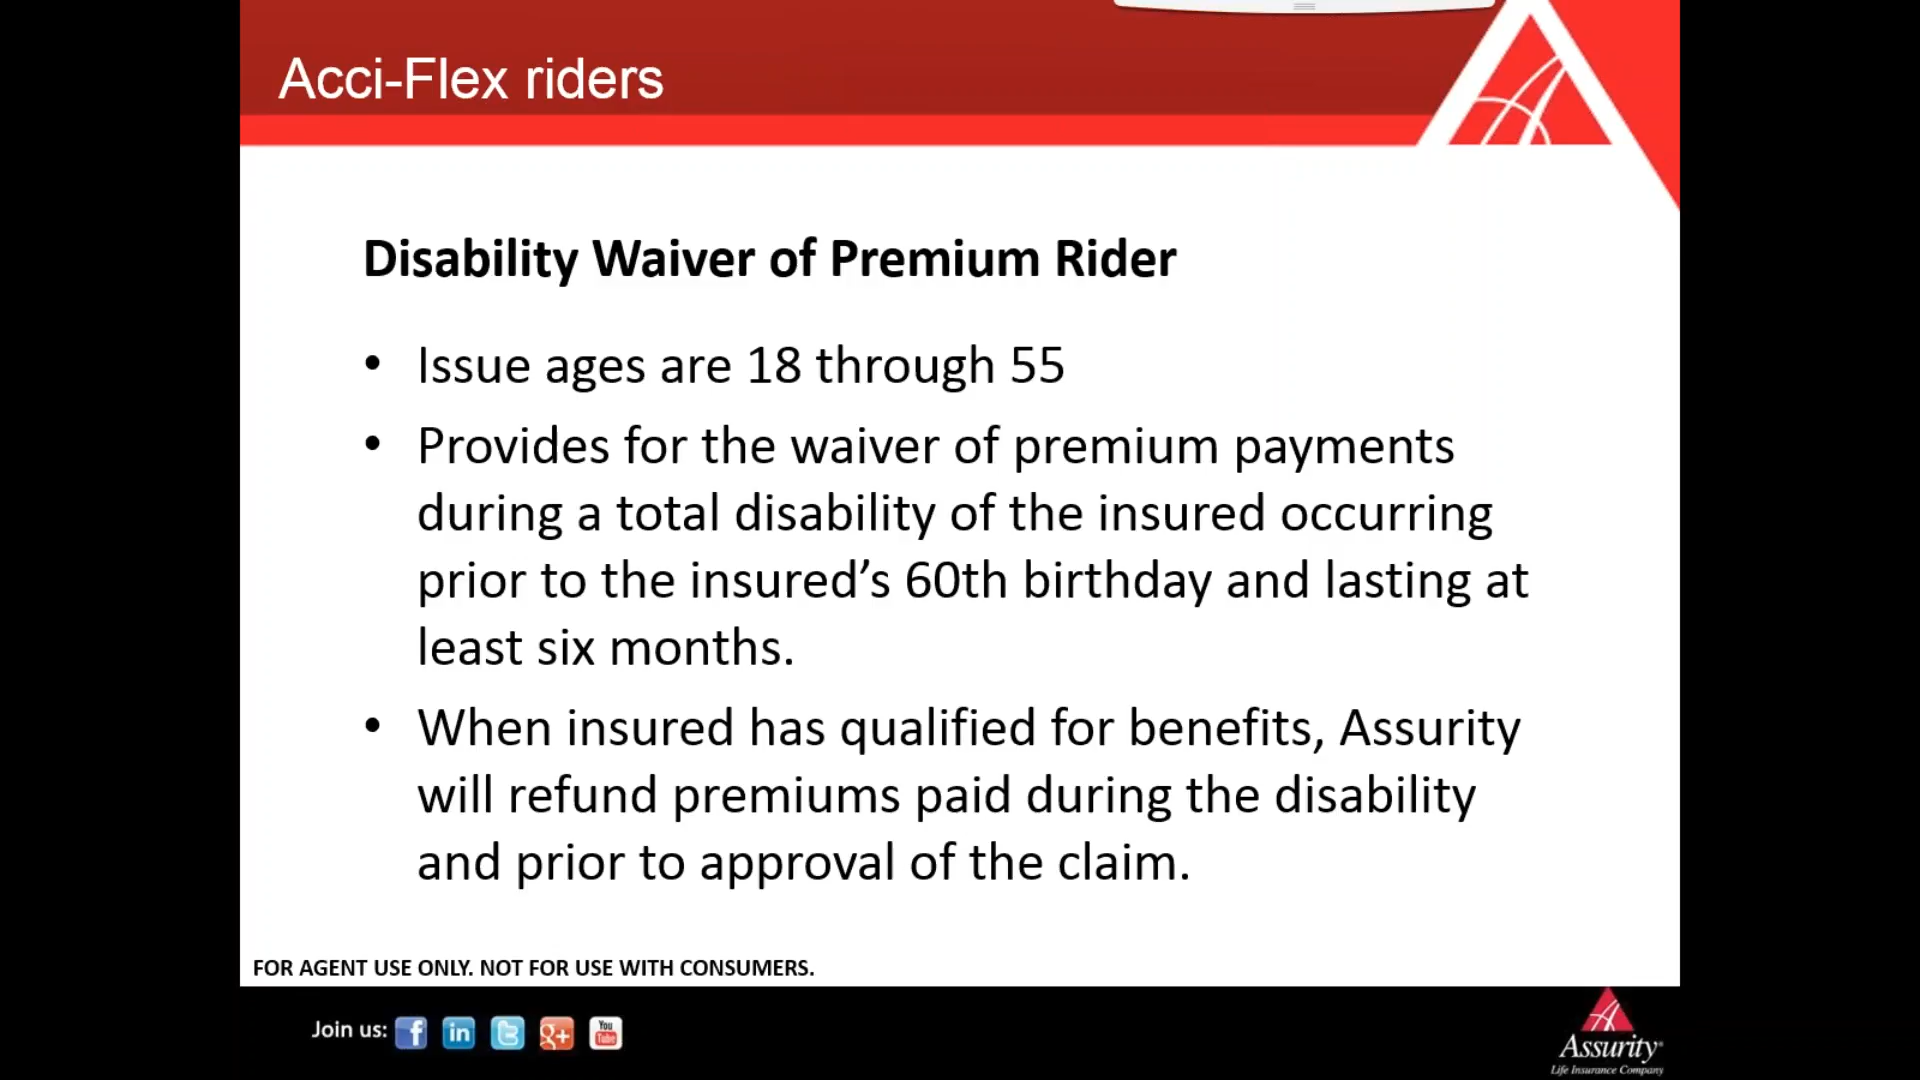 Acci-Flex riders
Disability Waiver of Premium Rider
• Issue ages are 18 through 55
• Provides for the waiver of premium payments
during a total disability of the insured occurring
prior to the insured’s 60th birthday and lasting at
least six months.
• When insured has qualified for benefits, Assurity
will refund premiums paid during the disability
and prior to approval of the claim.
FOR AGENT USE ONLY. NOT FOR USE WITH CONSUMERS.
Join us: f in t g+ You Tube
Assurity®
Life Insurance Company